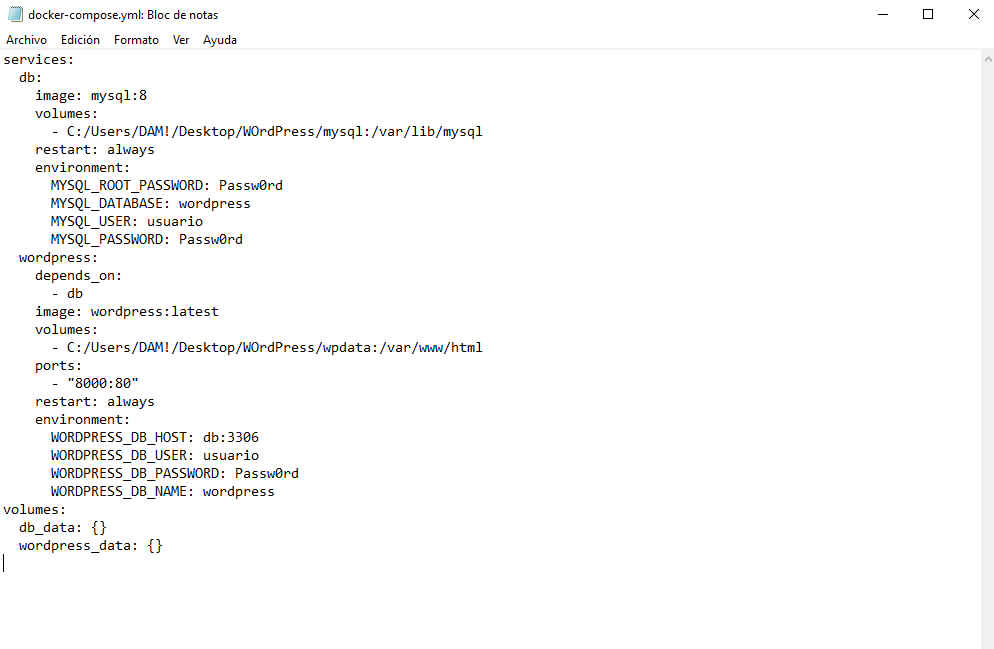 docker-compose.yml: Bloc de notas
Archivo Edición Formato Ver Ayuda
services:
  db:
    image: mysql:8
    volumes:
      - C:/Users/DAM!/Desktop/WOrdPress/mysql:/var/lib/mysql
    restart: always
    environment:
      MYSQL_ROOT_PASSWORD: Passw0rd
      MYSQL_DATABASE: wordpress
      MYSQL_USER: usuario
      MYSQL_PASSWORD: Passw0rd
  wordpress:
    depends_on:
      - db
    image: wordpress:latest
    volumes:
      - C:/Users/DAM!/Desktop/WOrdPress/wpdata:/var/www/html
    ports:
      - "8000:80"
    restart: always
    environment:
      WORDPRESS_DB_HOST: db:3306
      WORDPRESS_DB_USER: usuario
      WORDPRESS_DB_PASSWORD: Passw0rd
      WORDPRESS_DB_NAME: wordpress
volumes:
  db_data: {}
  wordpress_data: {}